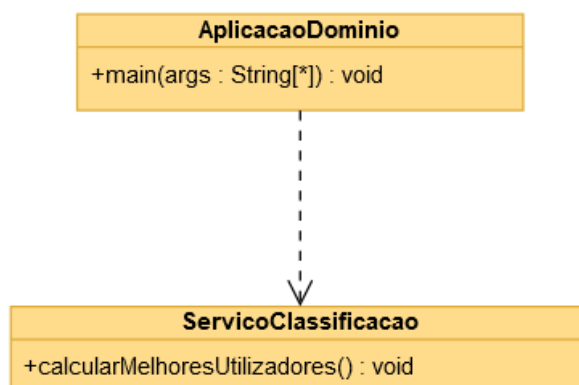 AplicacaoDominio
+main(args : String[*]) : void
ServicoClassificacao
+calcularMelhoresUtilizadores() : void